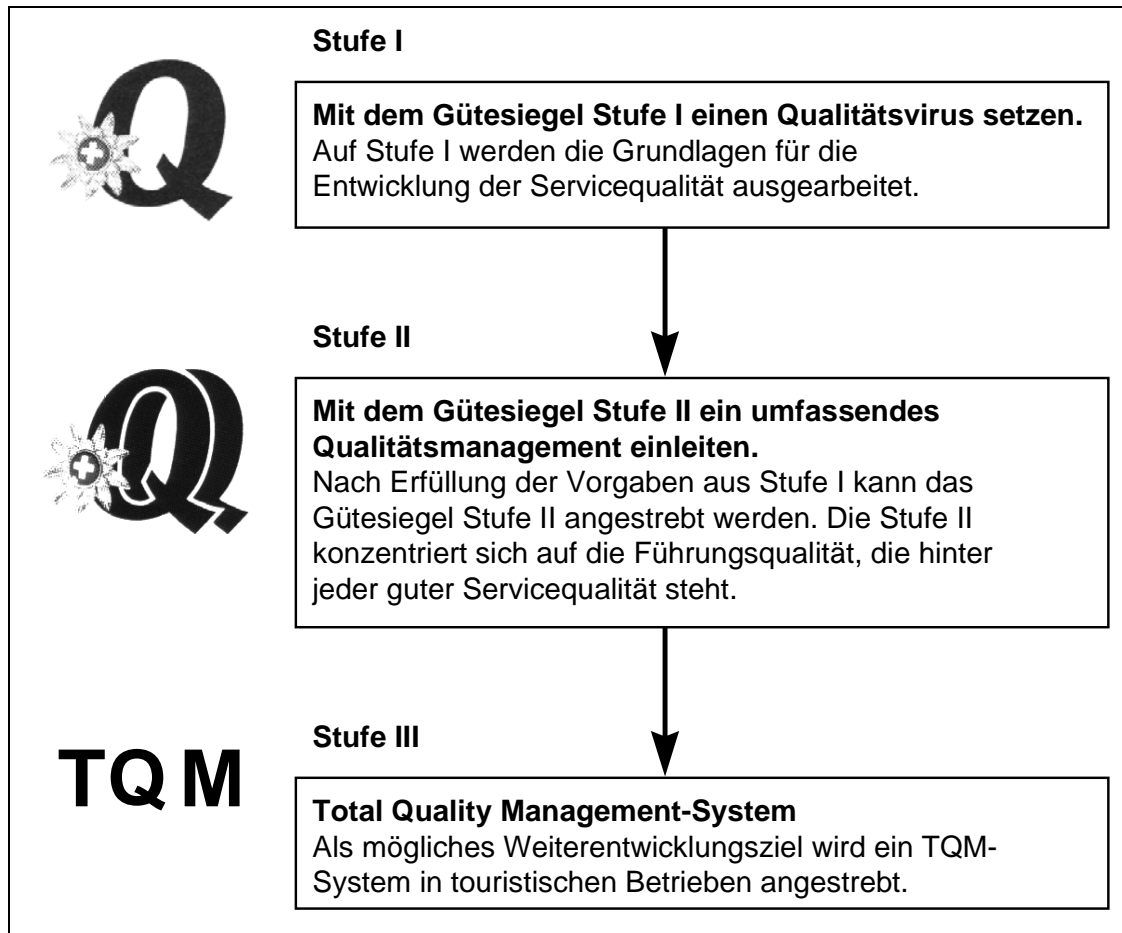 Stufe I
Q
Mit dem Gütesiegel Stufe I einen Qualitätsvirus setzen.
Auf Stufe I werden die Grundlagen für die
Entwicklung der Servicequalität ausgearbeitet.
Stufe II
QQ
Mit dem Gütesiegel Stufe II ein umfassendes
Qualitätsmanagement einleiten.
Nach Erfüllung der Vorgaben aus Stufe I kann das
Gütesiegel Stufe II angestrebt werden. Die Stufe II
konzentriert sich auf die Führungsqualität, die hinter
jeder guter Servicequalität steht.
Stufe III
TQM
Total Quality Management-System
Als mögliches Weiterentwicklungsziel wird ein TQM-
System in touristischen Betrieben angestrebt.